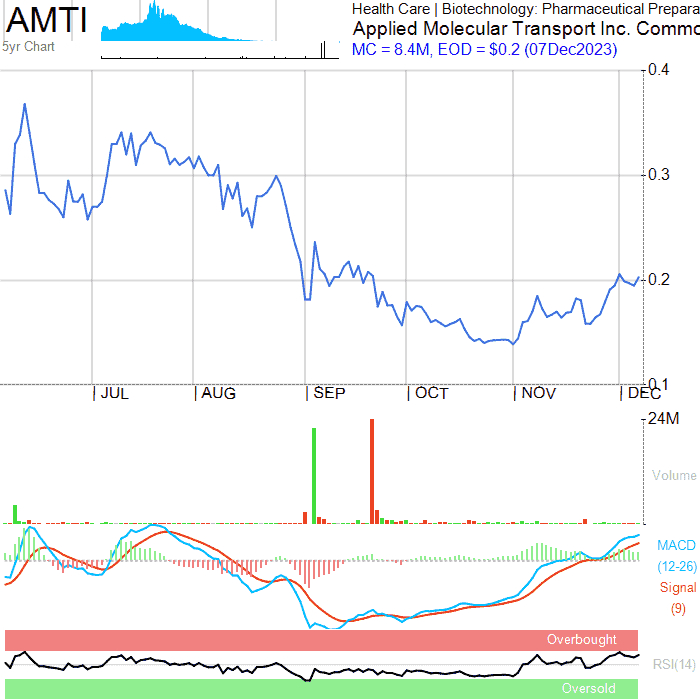 AMTI
Health Care | Biotechnology: Pharmaceutical Prepara
Applied Molecular Transport Inc. Commo
5yr Chart
MC = 8.4M, EOD = $0.2 (07Dec2023)
0.4
0.3
0.2
0.1
JUL
AUG
SEP
OCT
NOV
DEC
24M
Volume
MACD
(12-26)
Signal
(9)
Overbought
RSI(14)
Oversold